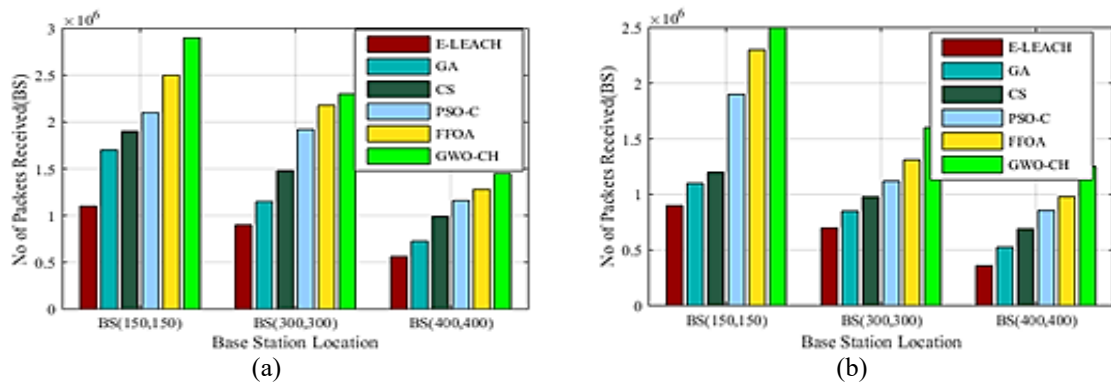 ×10⁶
3
2.5
2
1.5
1
0.5
0
No of Packets Received(BS)
E-LEACH
GA
CS
PSO-C
FFOA
GWO-CH
BS(150,150) BS(300,300) BS(400,400)
Base Station Location
(a)
×10⁶
2.5
2
1.5
1
0.5
0
No of Packets Received(BS)
E-LEACH
GA
CS
PSO-C
FFOA
GWO-CH
BS(150,150) BS(300,300) BS(400,400)
Base Station Location
(b)